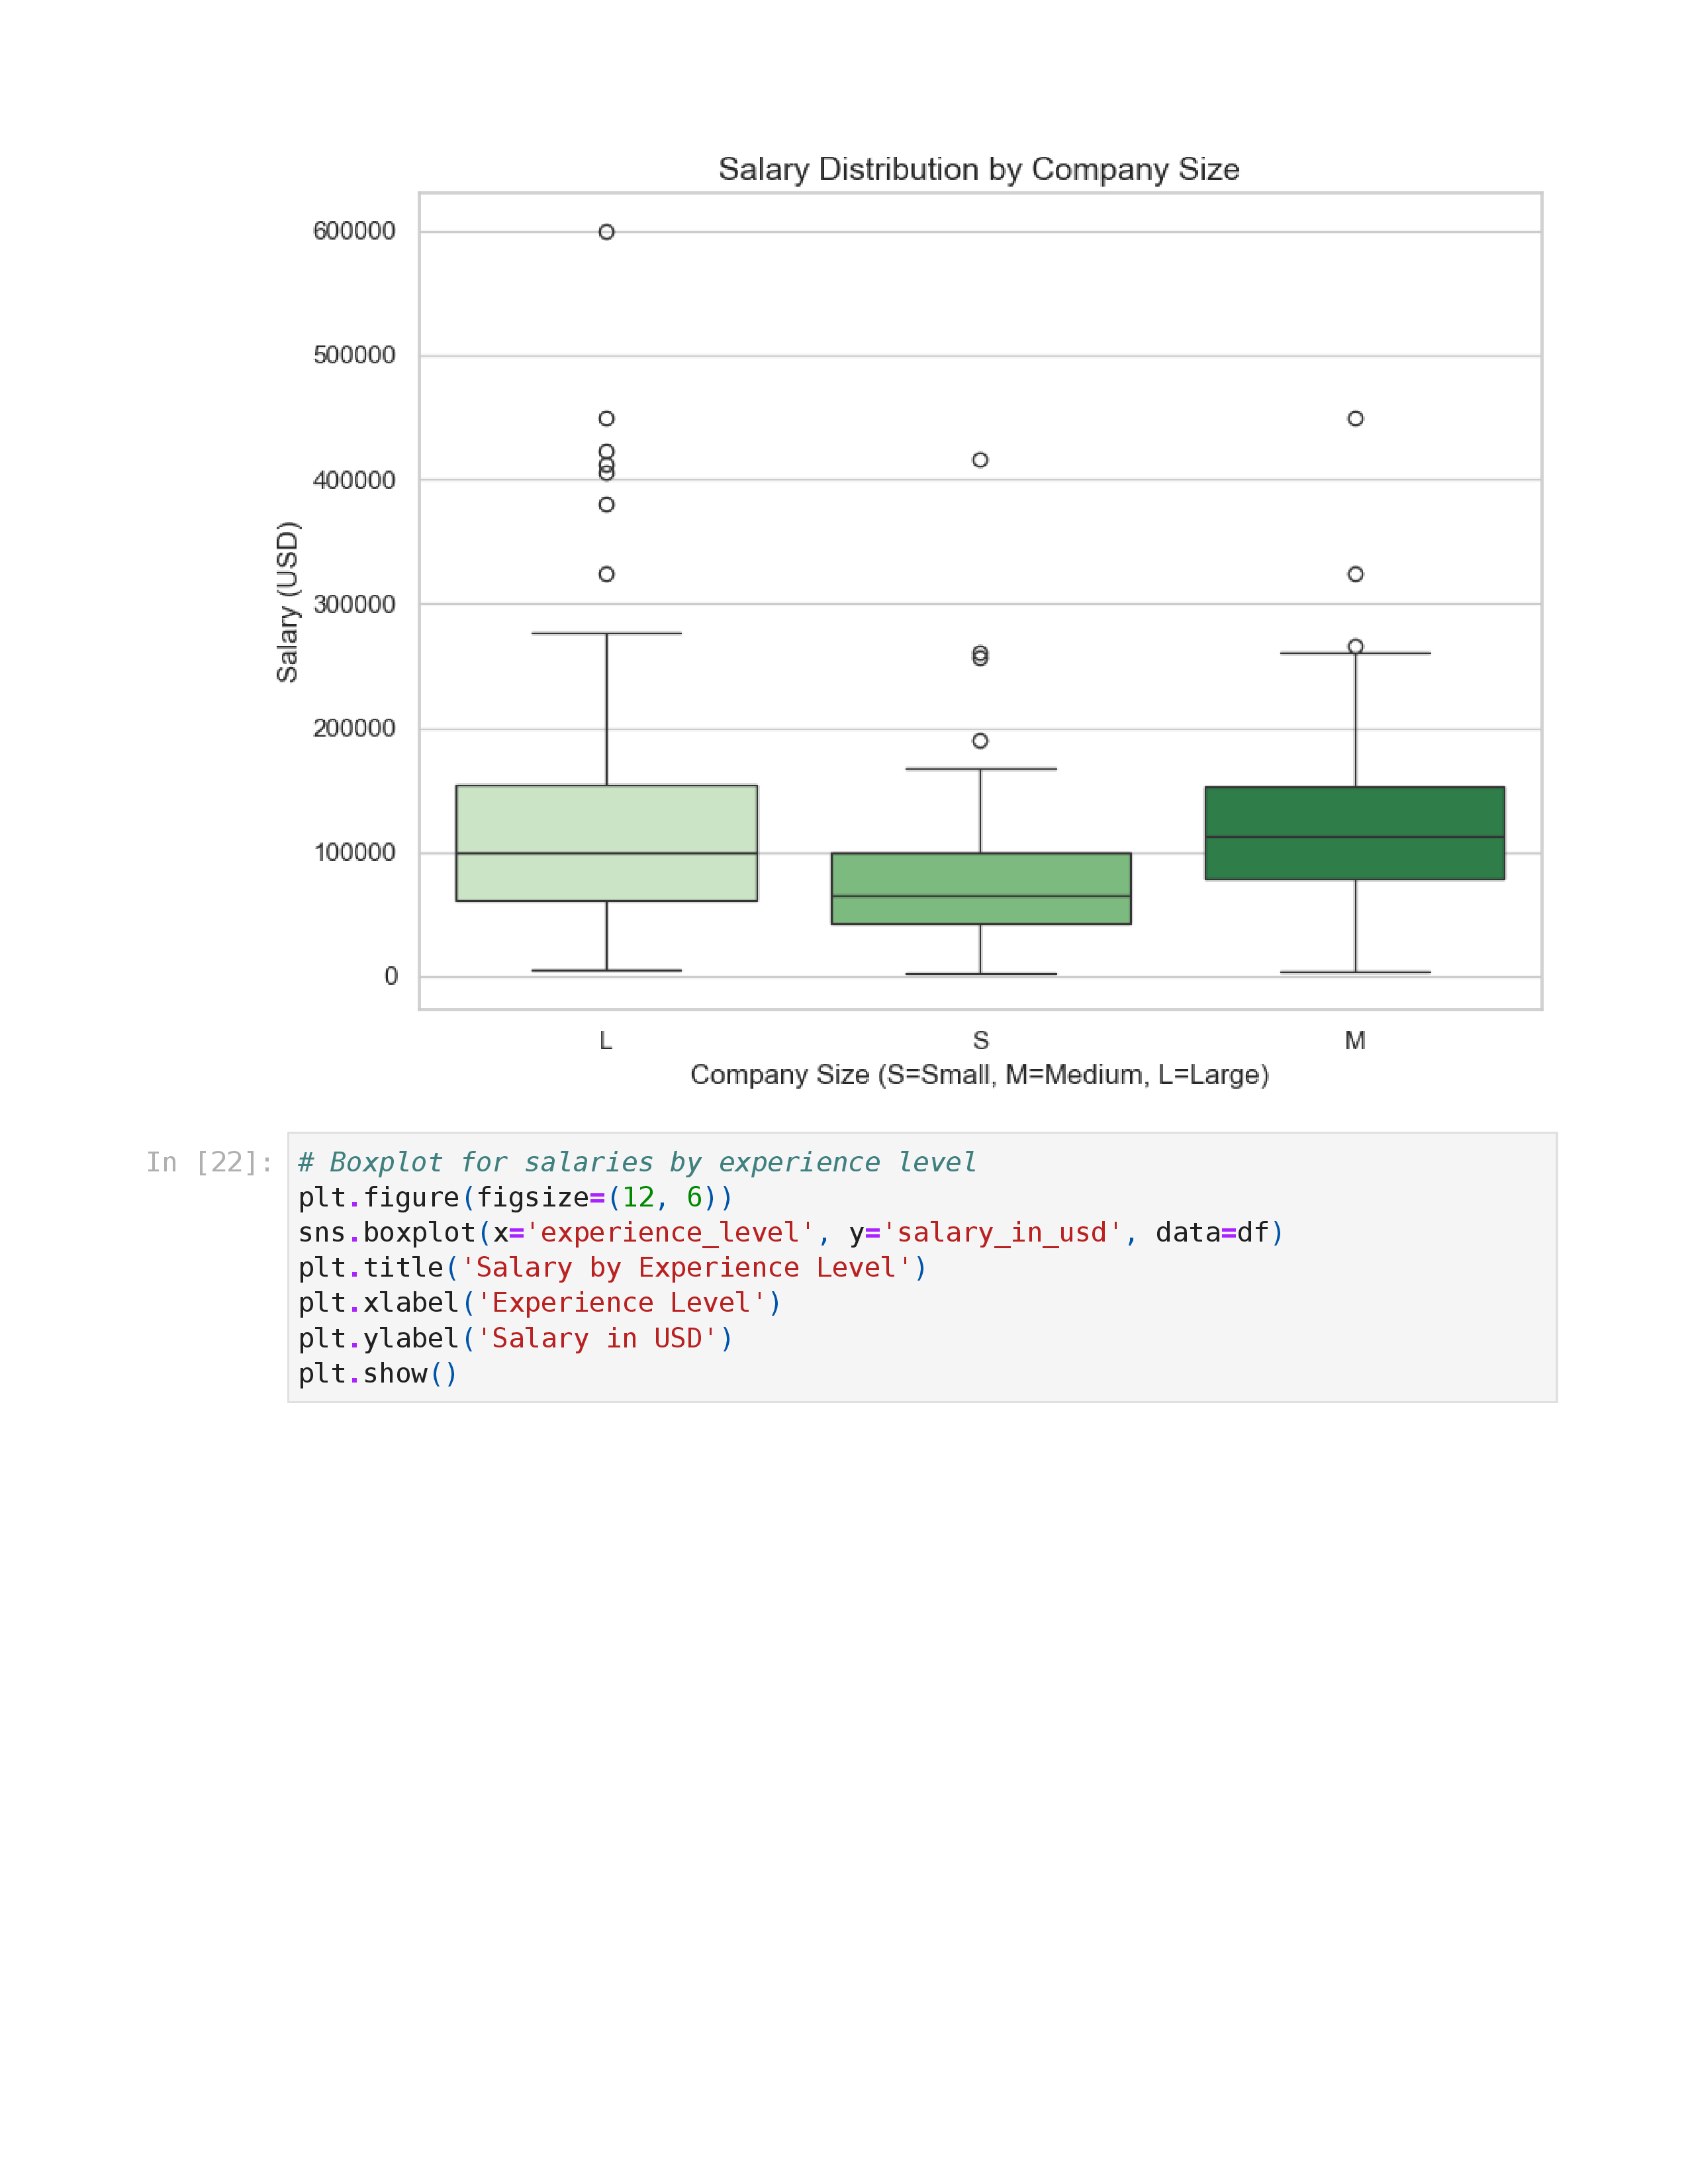 Salary Distribution by Company Size
600000
500000
400000
300000
200000
100000
0
Salary (USD)
L S M
Company Size (S=Small, M=Medium, L=Large)
In [22]:
# Boxplot for salaries by experience level
plt.figure(figsize=(12, 6))
sns.boxplot(x='experience_level', y='salary_in_usd', data=df)
plt.title('Salary by Experience Level')
plt.xlabel('Experience Level')
plt.ylabel('Salary in USD')
plt.show()